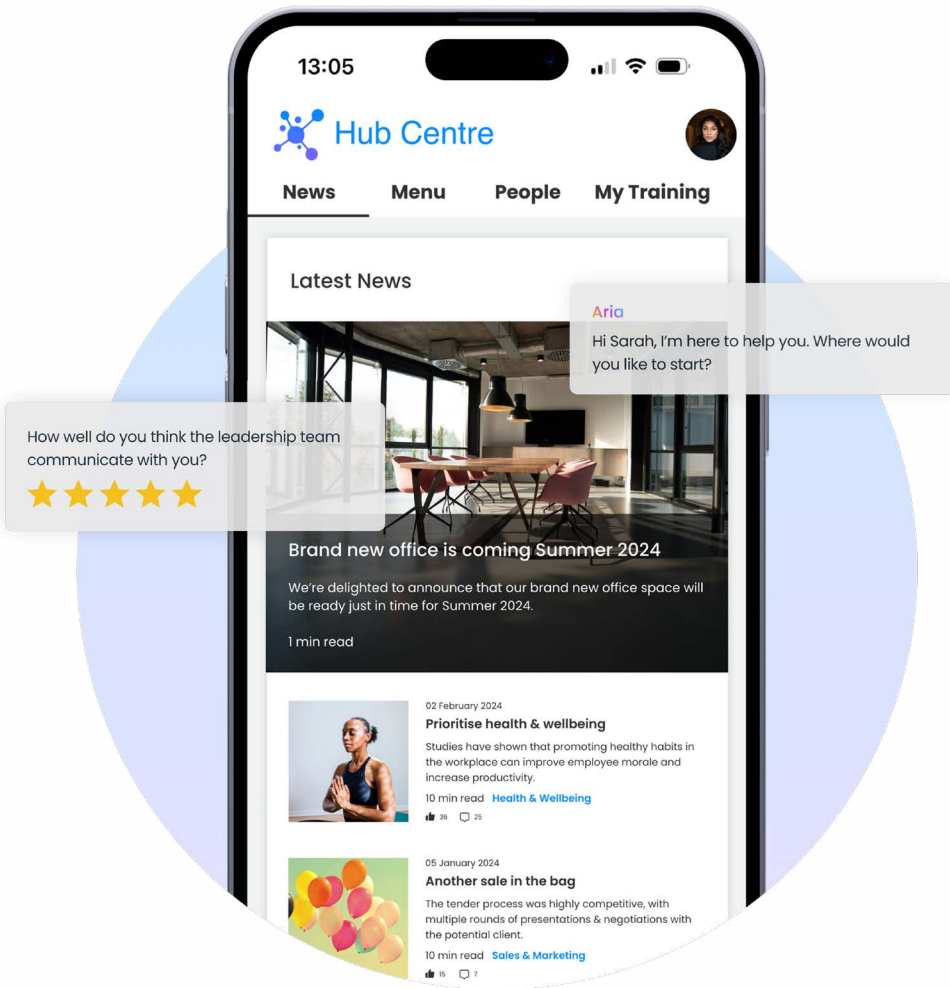 13:05
Hub Centre
News
Menu
People
My Training
Latest News
Aria
Hi Sarah, I'm here to help you. Where would
you like to start?
How well do you think the leadership team
communicate with you?
Brand new office is coming Summer 2024
We're delighted to announce that our brand new office space will
be ready just in time for Summer 2024.
1 min read
02 February 2024
Prioritise health & wellbeing
Studies have shown that promoting healthy habits in
the workplace can improve employee morale and
increase productivity.
10 min read Health & Wellbeing
36 25
05 January 2024
Another sale in the bag
The tender process was highly competitive, with
multiple rounds of presentations & negotiations with
the potential client.
10 min read Sales & Marketing
15 7